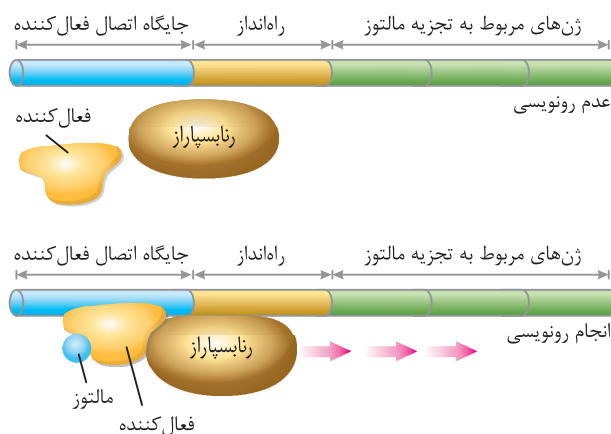 ژن‌های مربوط به تجزیه مالتوز راه‌انداز جایگاه اتصال فعال‌کننده
عدم رونویسی
فعال‌کننده
رنابسپاراز
ژن‌های مربوط به تجزیه مالتوز راه‌انداز جایگاه اتصال فعال‌کننده
انجام رونویسی
رنابسپاراز
مالتوز
فعال‌کننده